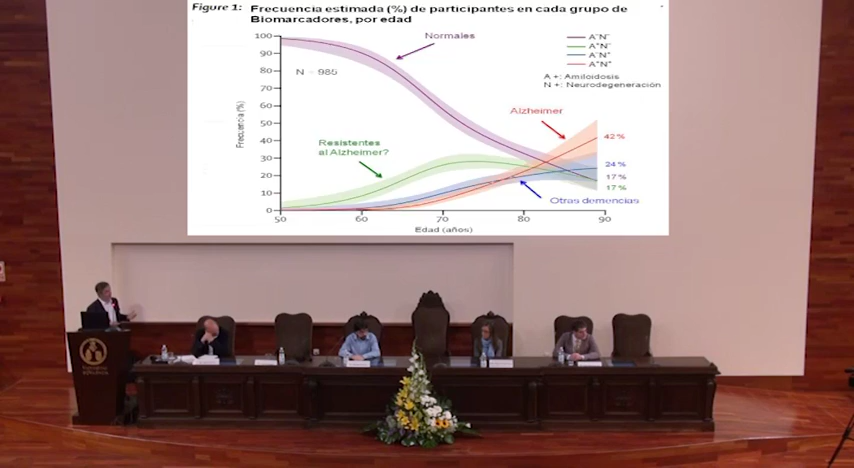 Figure 1: Frecuencia estimada (%) de participantes en cada grupo de
Biomarcadores, por edad
100
90
80
70
60
50
40
30
20
10
0
Frecuencia (%)
N = 985
Normales
A⁻N⁻
A⁺N⁻
A⁻N⁺
A⁺N⁺
A +: Amiloidosis
N +: Neurodegeneración
Alzheimer
Resistentes
al Alzheimer?
42%
24%
17%
17%
Otras demencias
50
60
70
80
90
Edad (años)